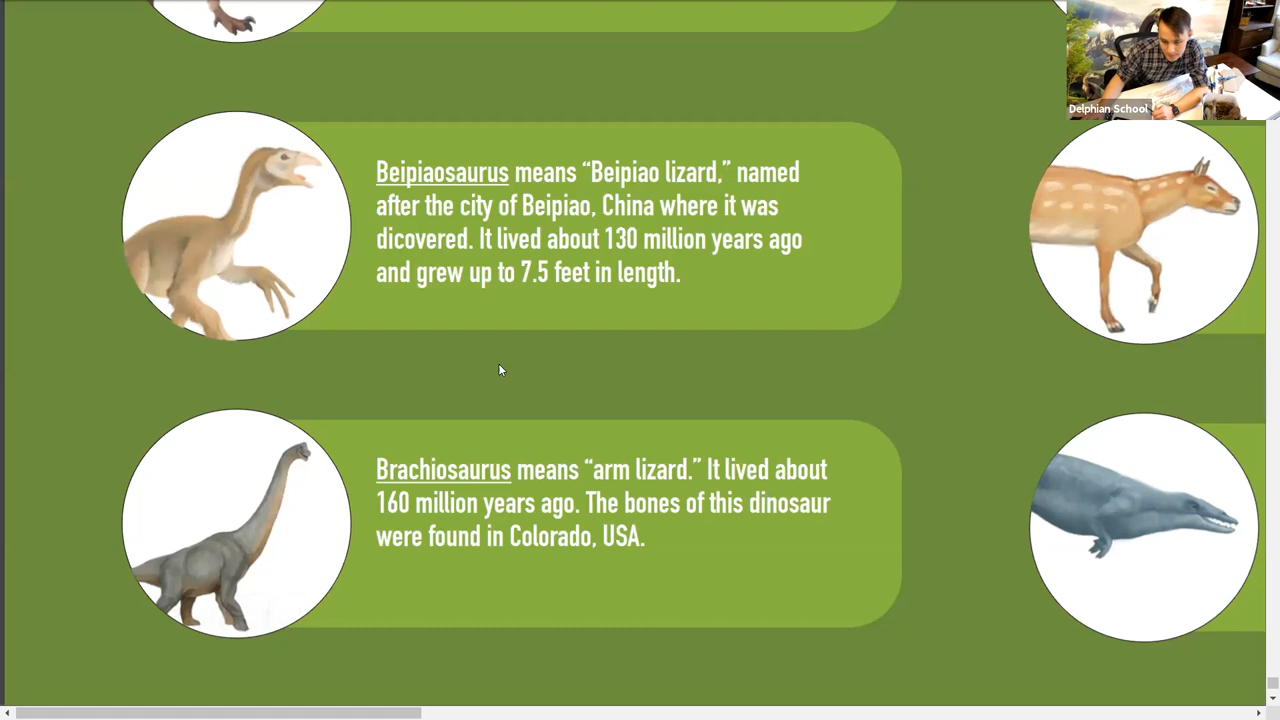 Delphian School
Beipiaosaurus means “Beipiao lizard,” named
after the city of Beipiao, China where it was
dicovered. It lived about 130 million years ago
and grew up to 7.5 feet in length.
Brachiosaurus means “arm lizard.” It lived about
160 million years ago. The bones of this dinosaur
were found in Colorado, USA.